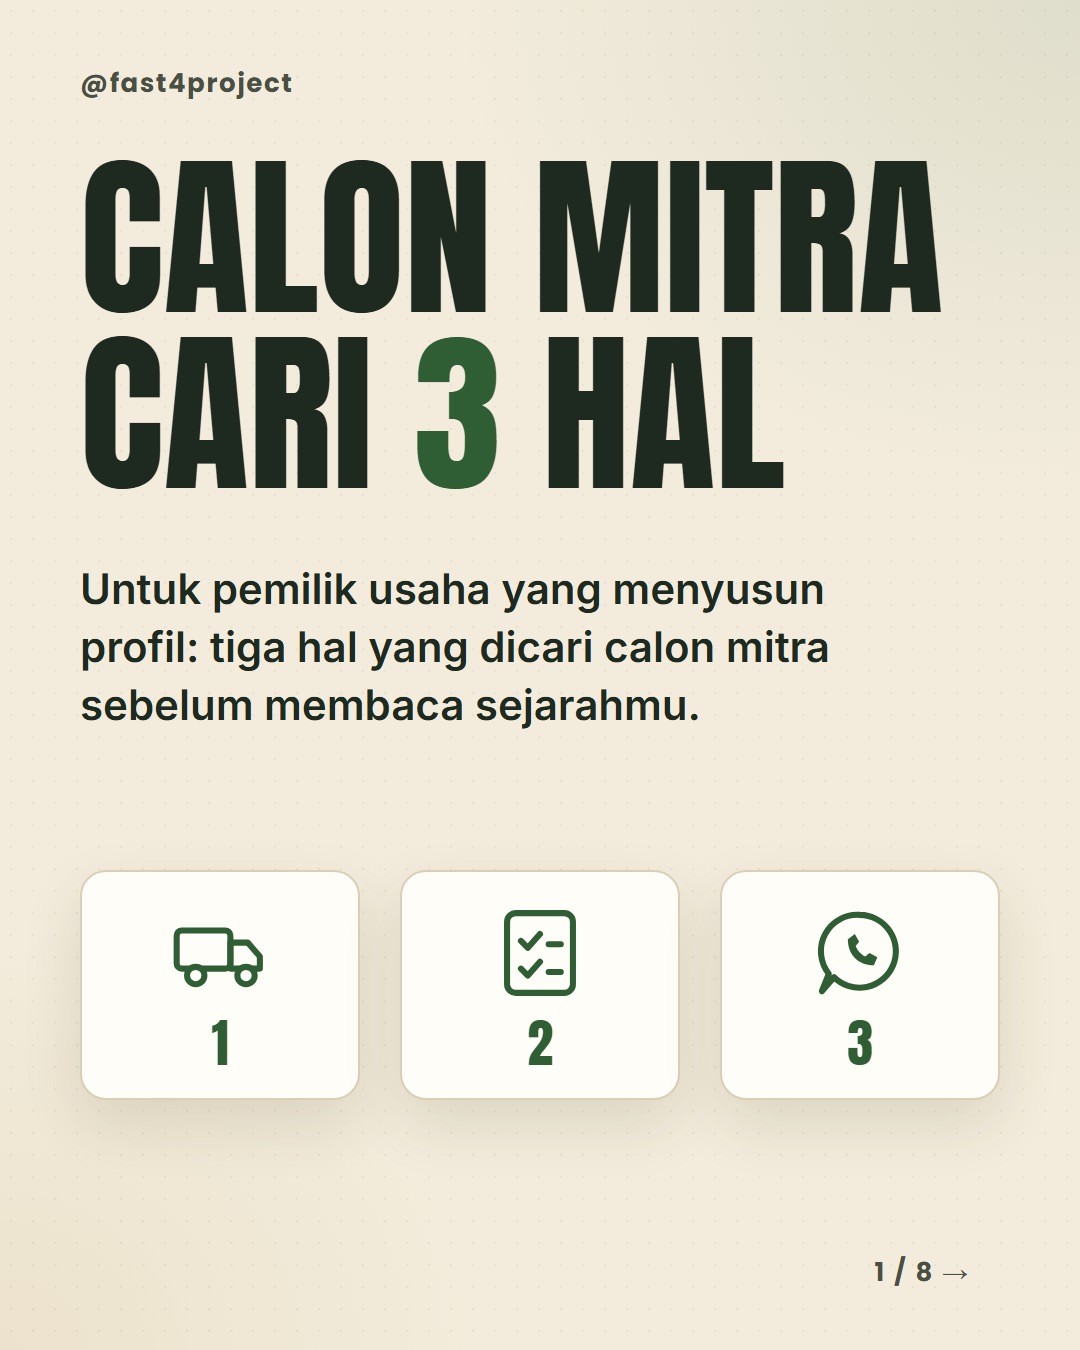 @fast4project
CALON MITRA
CARI 3 HAL
Untuk pemilik usaha yang menyusun
profil: tiga hal yang dicari calon mitra
sebelum membaca sejarahmu.
1
2
3
1 / 8 →